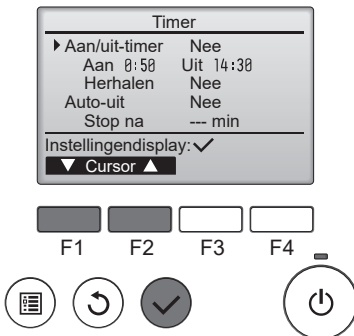 Timer
Aan/uit-timer Nee
Aan 0:50 Uit 14:30
Herhalen Nee
Auto-uit Nee
Stop na --- min
Instellingendisplay:✓
▼ Cursor ▲
F1 F2 F3 F4